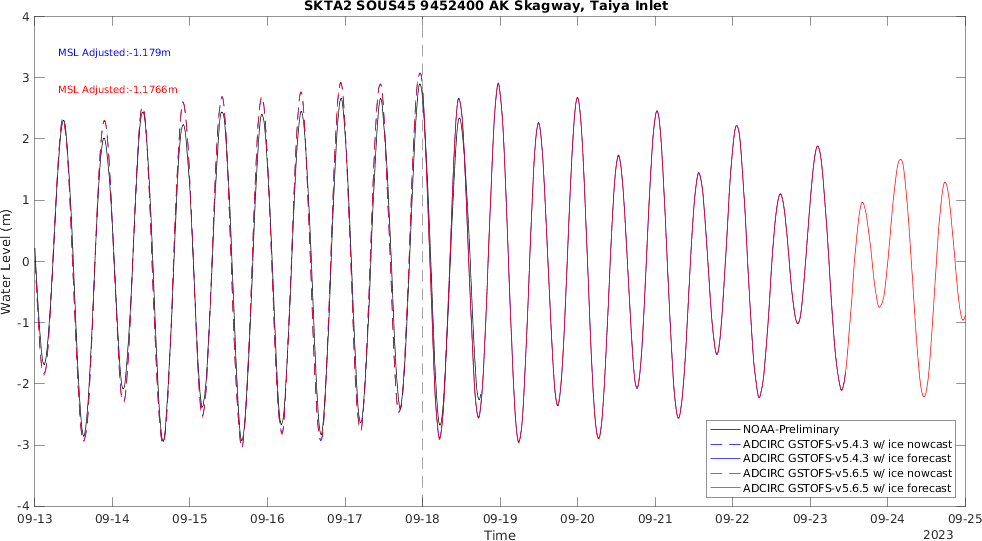 SKTA2 SOUS45 9452400 AK Skagway, Taiya Inlet
4
MSL Adjusted:-1.179m
3
MSL Adjusted:-1.1766m
2
1
0
-1
-2
-3
-4
Water Level (m)
NOAA-Preliminary
ADCIRC GSTOFS-v5.4.3 w/ ice nowcast
ADCIRC GSTOFS-v5.4.3 w/ ice forecast
ADCIRC GSTOFS-v5.6.5 w/ ice nowcast
ADCIRC GSTOFS-v5.6.5 w/ ice forecast
09-13 09-14 09-15 09-16 09-17 09-18 09-19 09-20 09-21 09-22 09-23 09-24 09-25
Time 2023